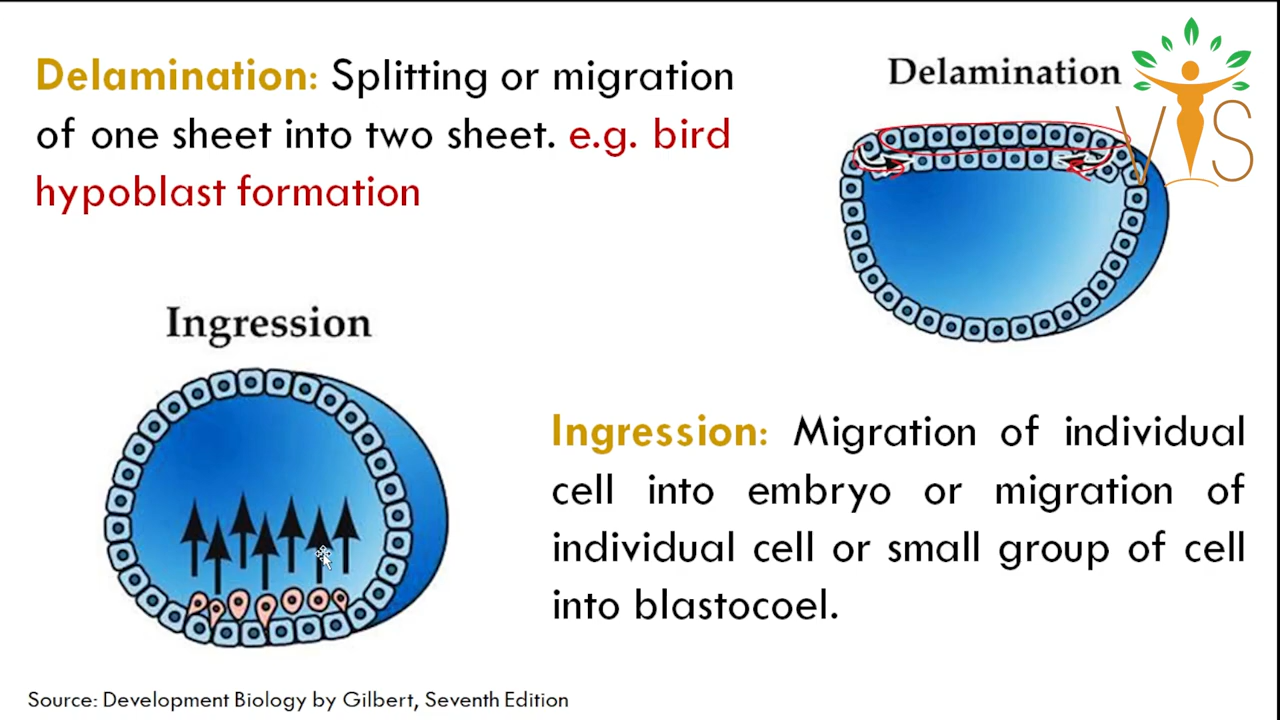 Delamination: Splitting or migration
of one sheet into two sheet. e.g. bird
hypoblast formation
Delamination
VIS
Ingression
Ingression: Migration of individual
cell into embryo or migration of
individual cell or small group of cell
into blastocoel.
Source: Development Biology by Gilbert, Seventh Edition